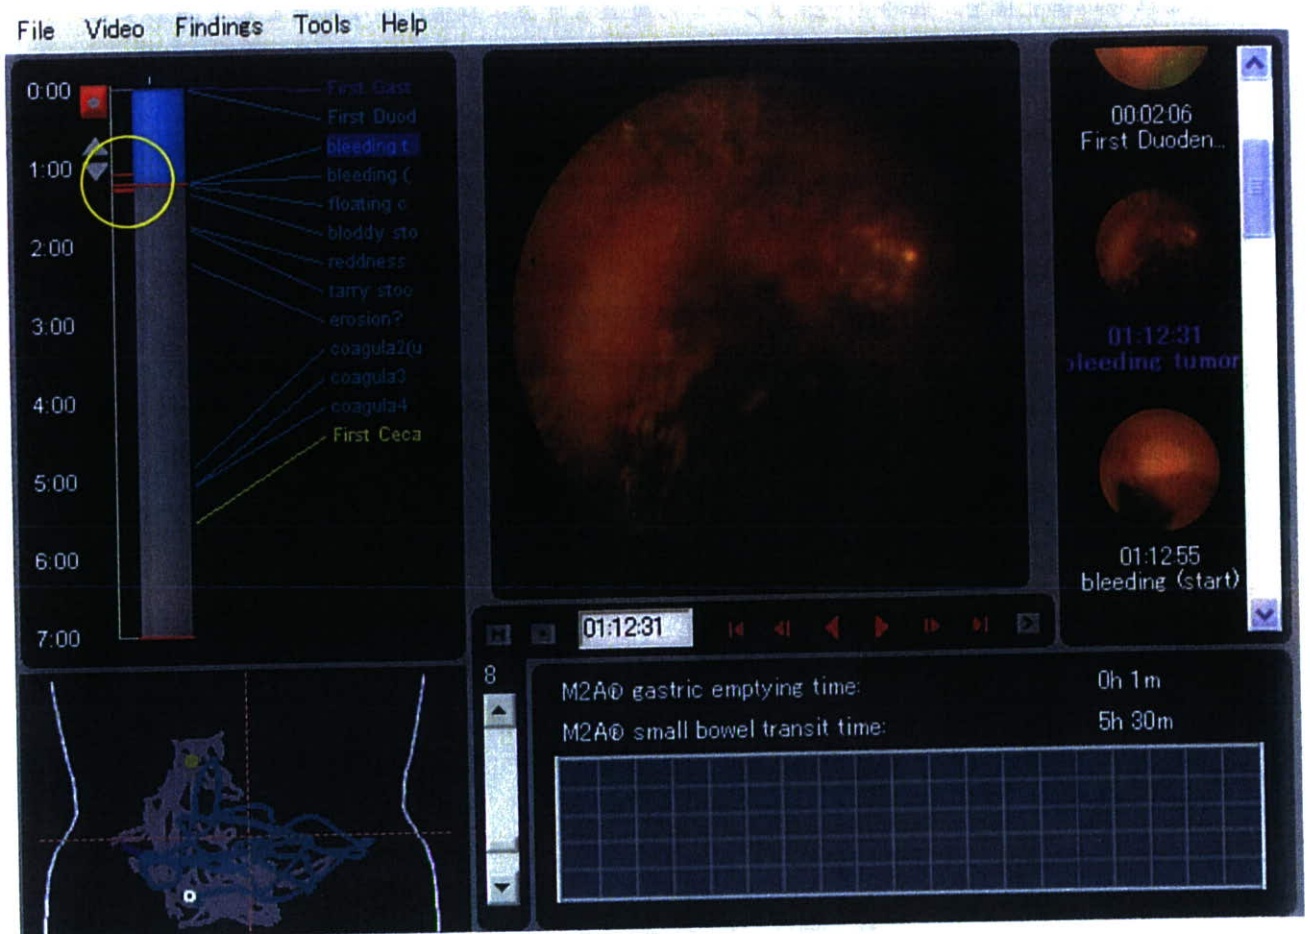 File Video Findings Tools Help
0:00
1:00
2:00
3:00
4:00
5:00
6:00
7:00
First Gast
First Duod
bleeding t
bleeding (
floating c
bloddy sto
reddness
tarry stoo
erosion?
coagula2(u
coagula3
coagula4
First Ceca
00:02:06
First Duoden...
01:12:31
bleeding tumor
01:12:55
bleeding (start)
01:12:31
8
M2A® gastric emptying time: 0h 1m
M2A® small bowel transit time: 5h 30m